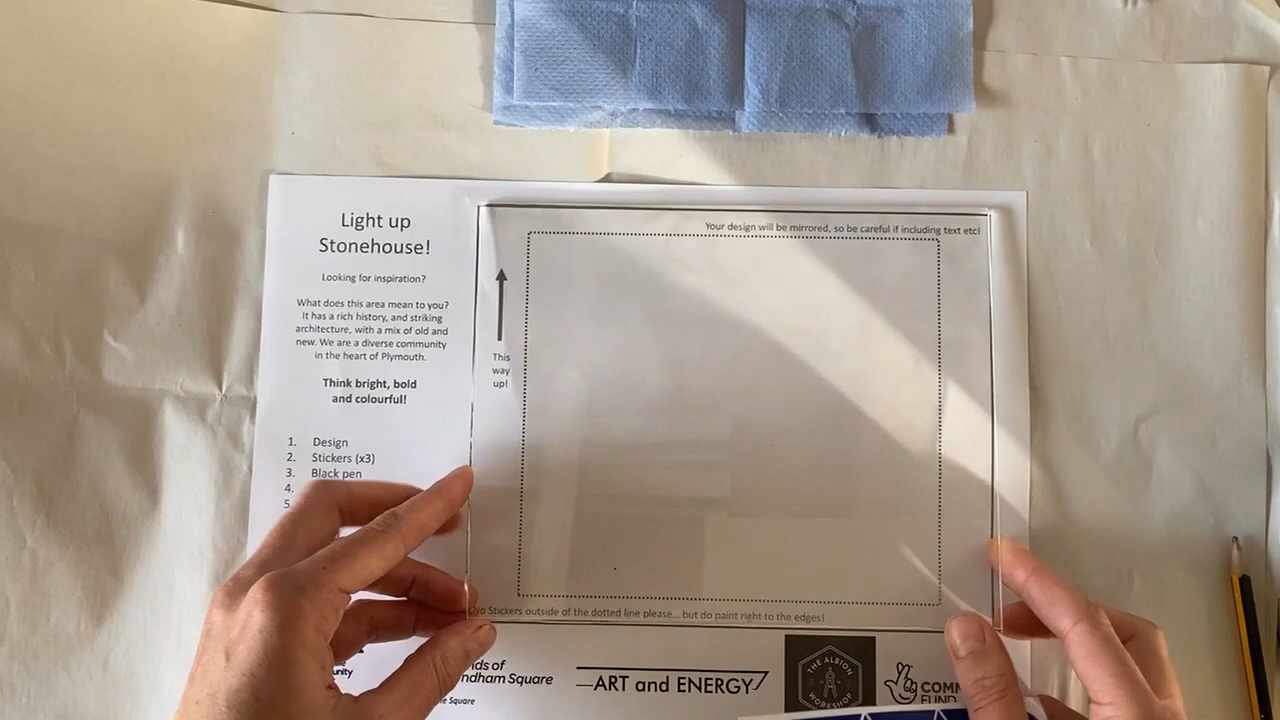 Light up
Stonehouse!
Looking for inspiration?
What does this area mean to you?
It has a rich history, and striking
architecture, with a mix of old and
new. We are a diverse community
in the heart of Plymouth.
Think bright, bold
and colourful!
1. Design
2. Stickers (x3)
3. Black pen
4.
5.
Your design will be mirrored, so be careful if including text etc!
This
way
up!
No Stickers outside of the dotted line please... but do paint right to the edges!
ART and ENERGY
THE ALBION
WORKSHOP
Square
FUND